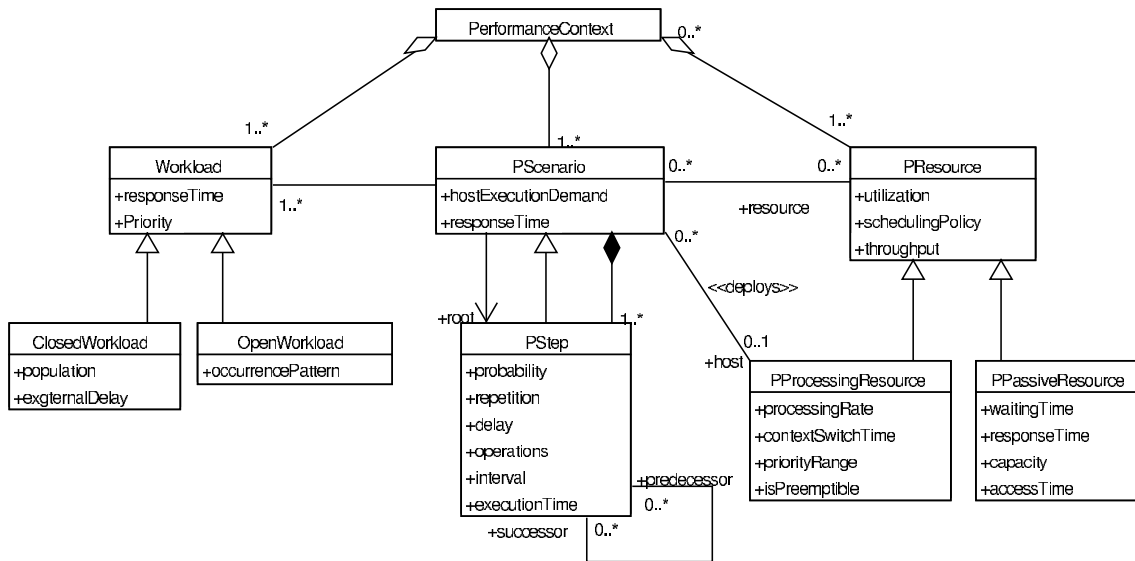 PerformanceContext
0..*
1..*
1..*
1..*
Workload
+responseTime
+Priority
1..*
PScenario
+hostExecutionDemand
+responseTime
0..*
0..*
+resource
0..*
PResource
+utilization
+schedulingPolicy
+throughput
<<deploys>>
0..1
+host
+root
1..*
ClosedWorkload
+population
+exgternalDelay
OpenWorkload
+occurrencePattern
PStep
+probability
+repetition
+delay
+operations
+interval
+executionTime
+predecessor
0..*
+successor
0..*
PProcessingResource
+processingRate
+contextSwitchTime
+priorityRange
+isPreemptible
PPassiveResource
+waitingTime
+responseTime
+capacity
+accessTime